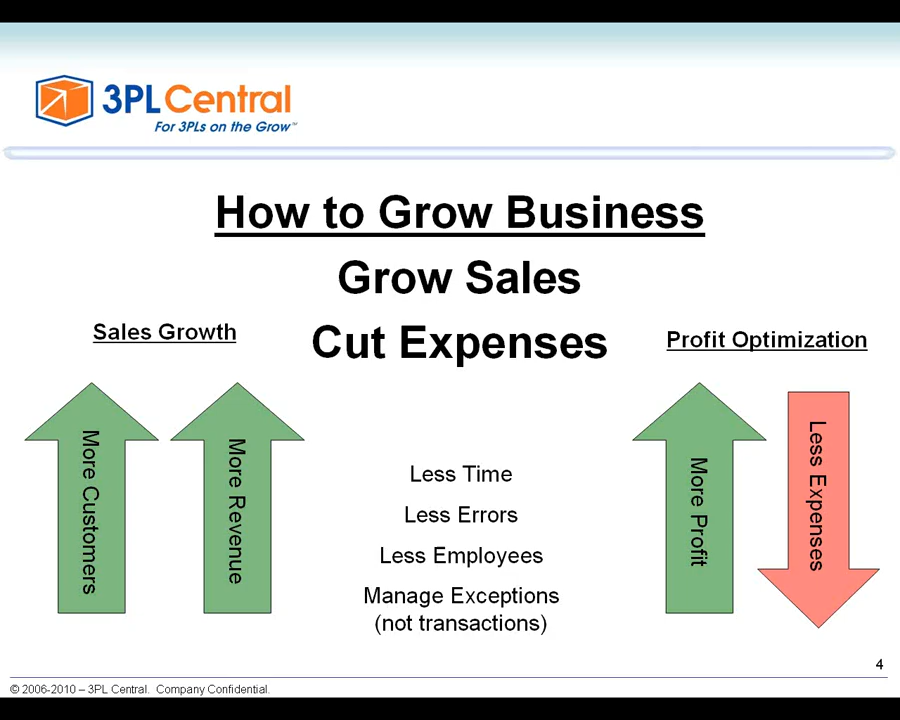 3PL Central
For 3PLs on the Grow™
How to Grow Business
Grow Sales
Cut Expenses
Sales Growth
Profit Optimization
More Customers
More Revenue
Less Time
Less Errors
Less Employees
Manage Exceptions
(not transactions)
More Profit
Less Expenses
4
© 2006-2010 – 3PL Central.  Company Confidential.